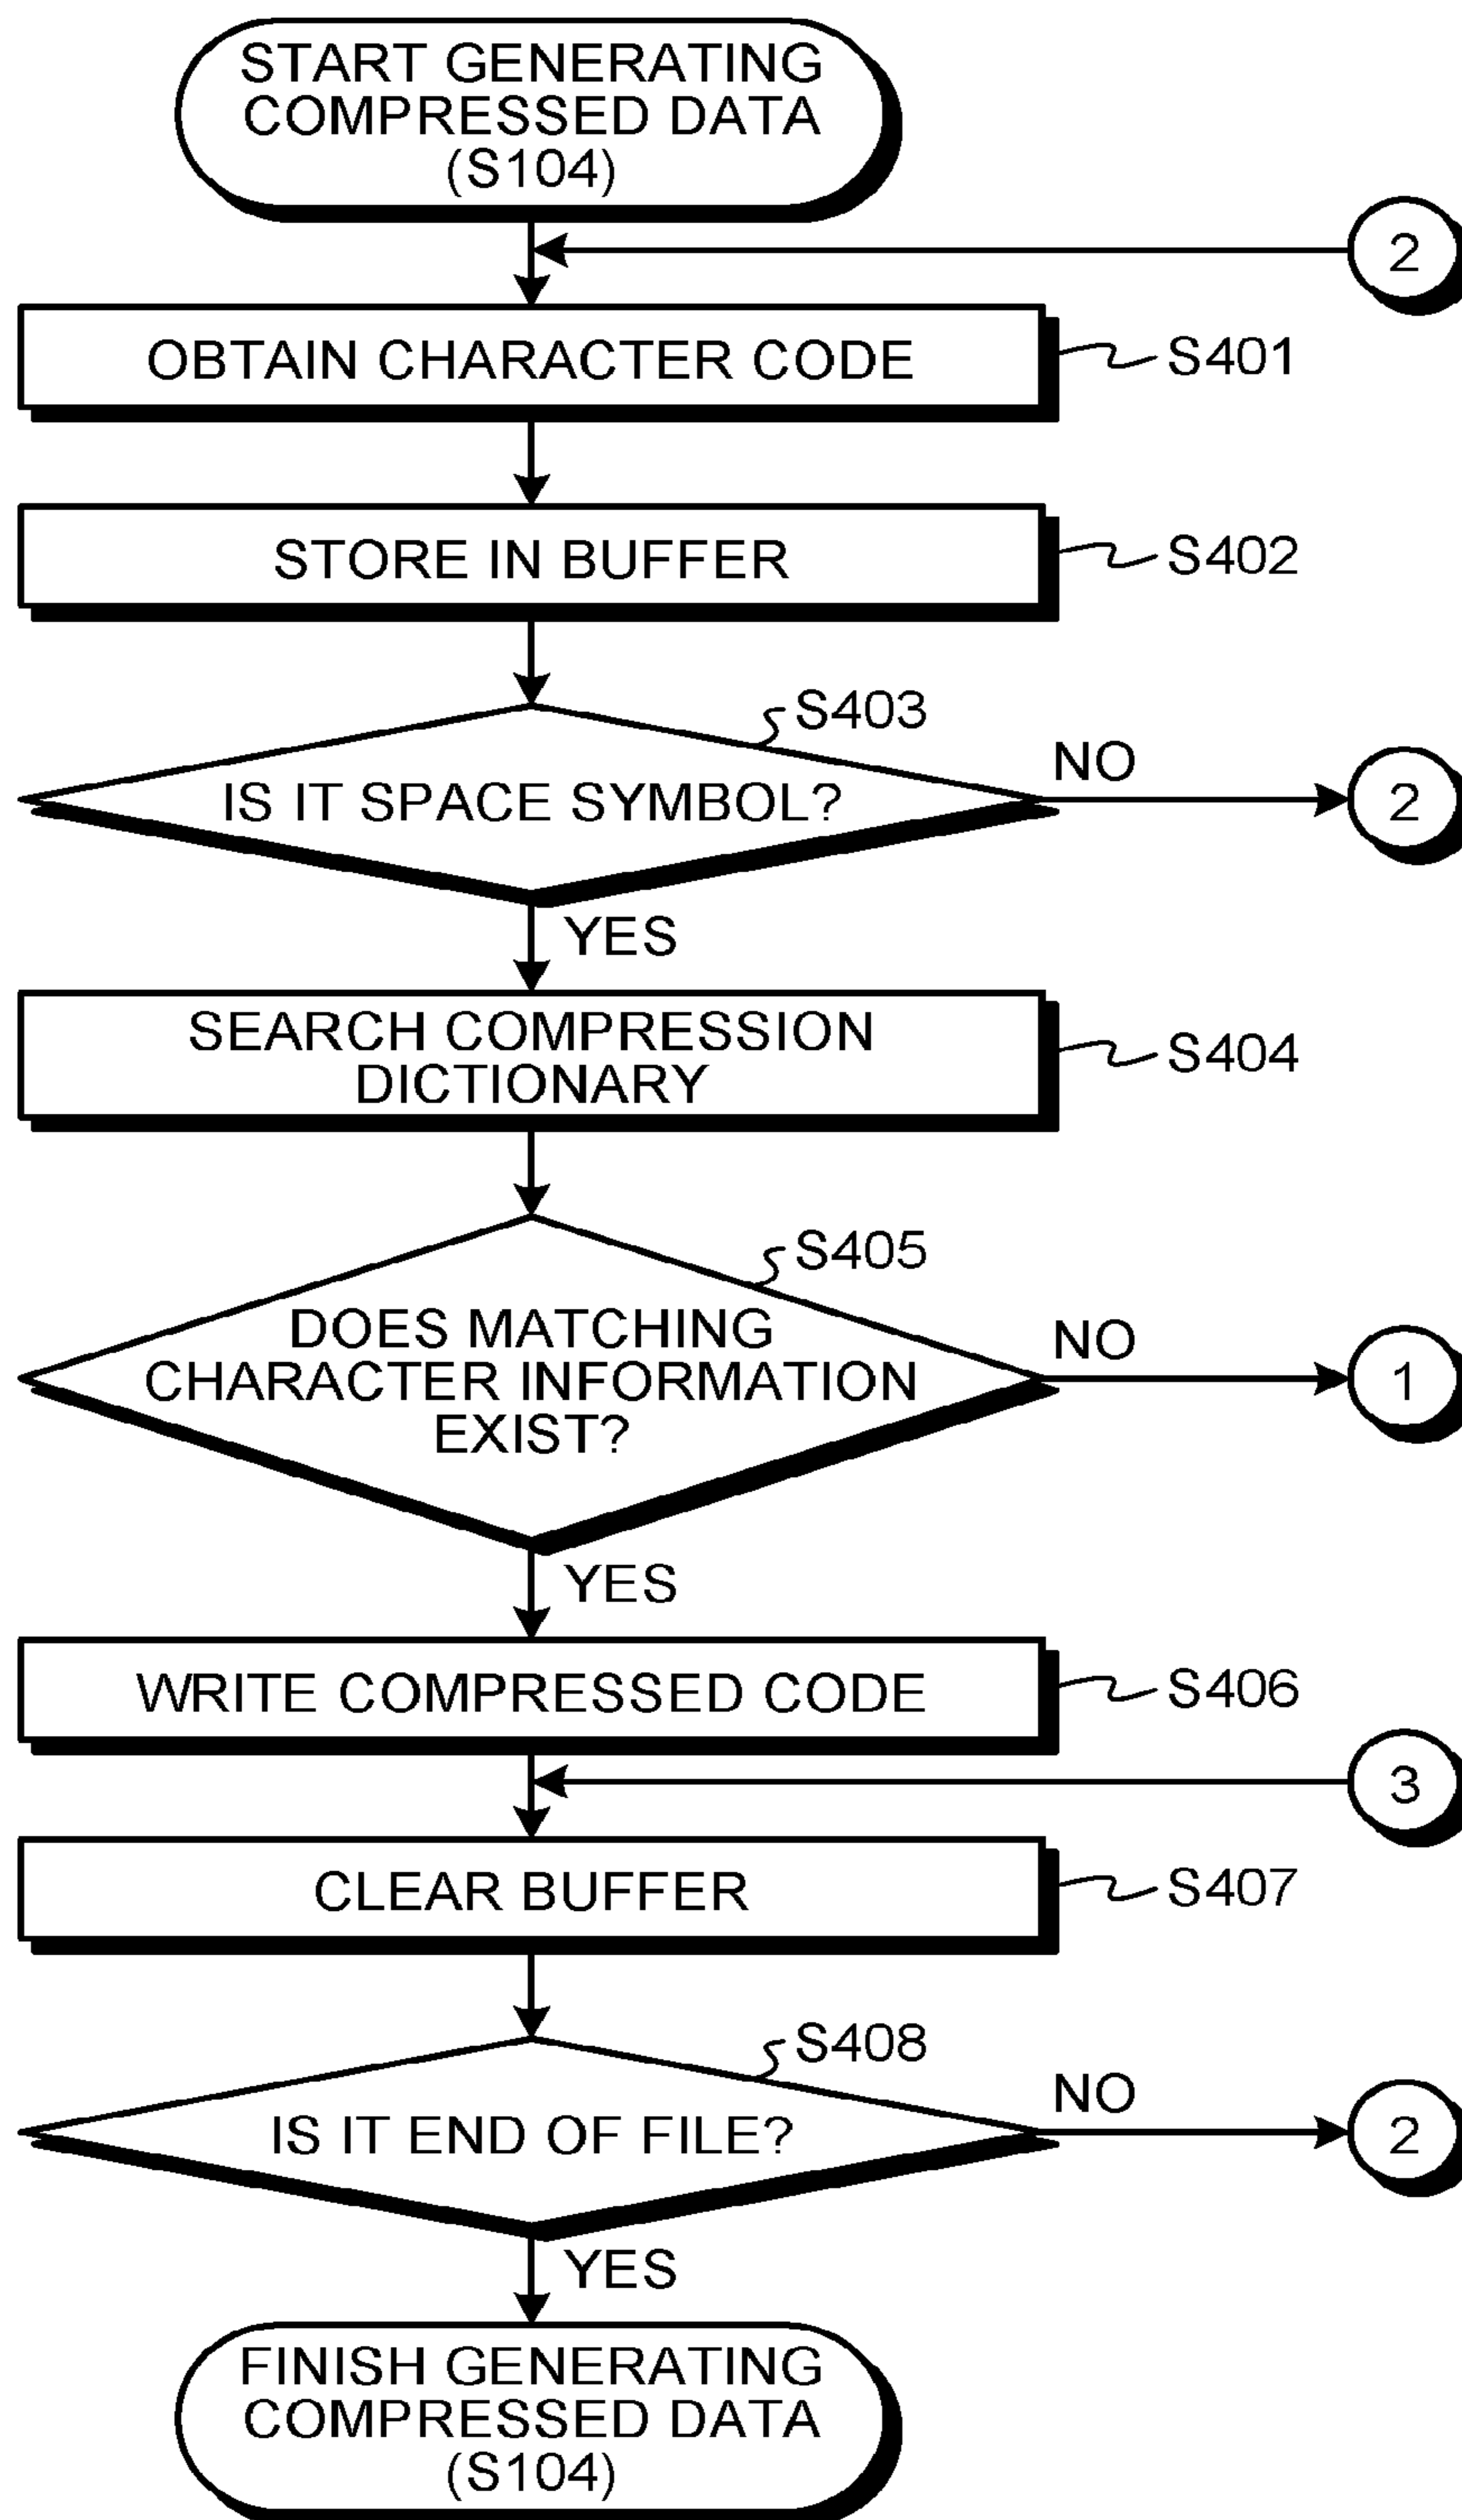 START GENERATING
COMPRESSED DATA
(S104)
2
OBTAIN CHARACTER CODE
S401
STORE IN BUFFER
S402
S403
NO
IS IT SPACE SYMBOL?
2
YES
SEARCH COMPRESSION
DICTIONARY
S404
S405
DOES MATCHING
CHARACTER INFORMATION
EXIST?
NO
1
YES
WRITE COMPRESSED CODE
S406
3
CLEAR BUFFER
S407
S408
NO
IS IT END OF FILE?
2
YES
FINISH GENERATING
COMPRESSED DATA
(S104)